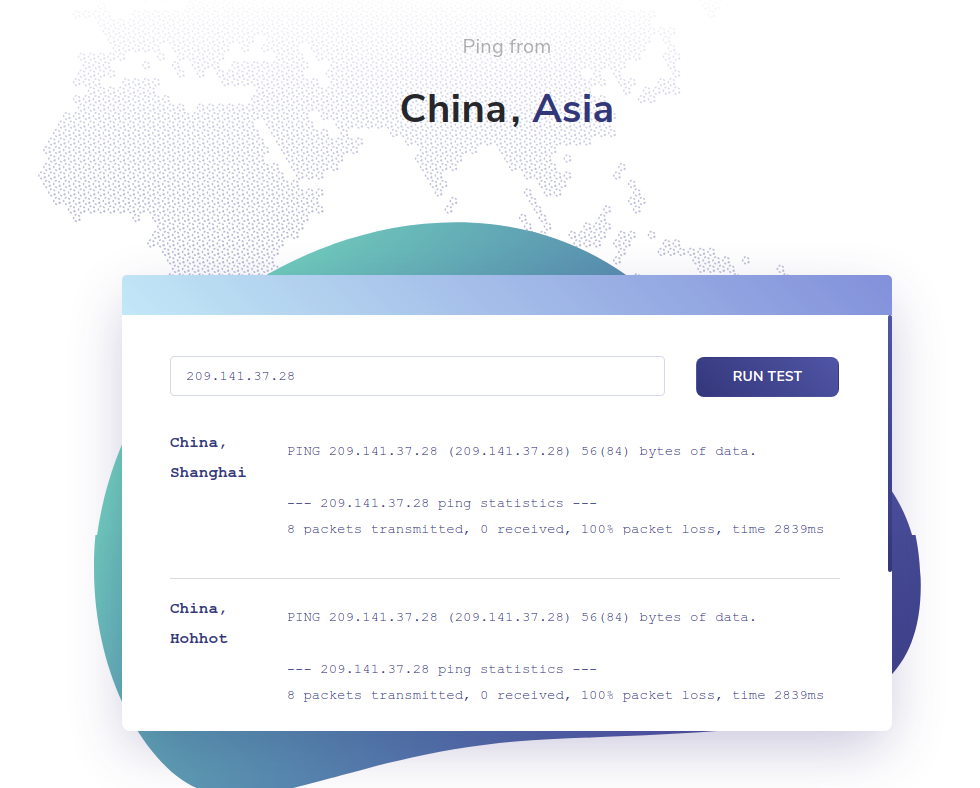 Ping from
China, Asia
209.141.37.28
RUN TEST
China,
Shanghai
PING 209.141.37.28 (209.141.37.28) 56(84) bytes of data.
--- 209.141.37.28 ping statistics ---
8 packets transmitted, 0 received, 100% packet loss, time 2839ms
China,
Hohhot
PING 209.141.37.28 (209.141.37.28) 56(84) bytes of data.
--- 209.141.37.28 ping statistics ---
8 packets transmitted, 0 received, 100% packet loss, time 2839ms